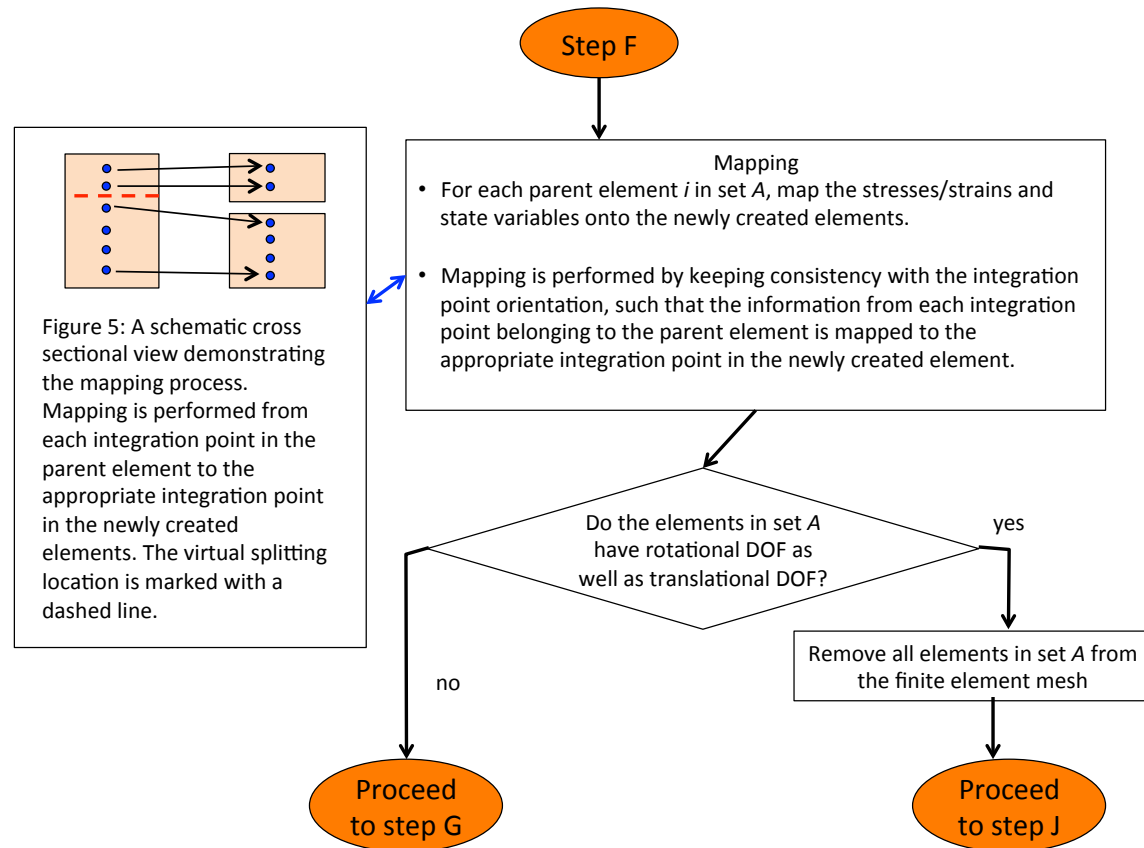 Step F
Mapping
• For each parent element i in set A, map the stresses/strains and
state variables onto the newly created elements.
• Mapping is performed by keeping consistency with the integration
point orientation, such that the information from each integration
point belonging to the parent element is mapped to the
appropriate integration point in the newly created element.
Figure 5: A schematic cross
sectional view demonstrating
the mapping process.
Mapping is performed from
each integration point in the
parent element to the
appropriate integration point
in the newly created
elements. The virtual splitting
location is marked with a
dashed line.
Do the elements in set A
have rotational DOF as
well as translational DOF?
yes
Remove all elements in set A from
the finite element mesh
no
Proceed
to step G
Proceed
to step J